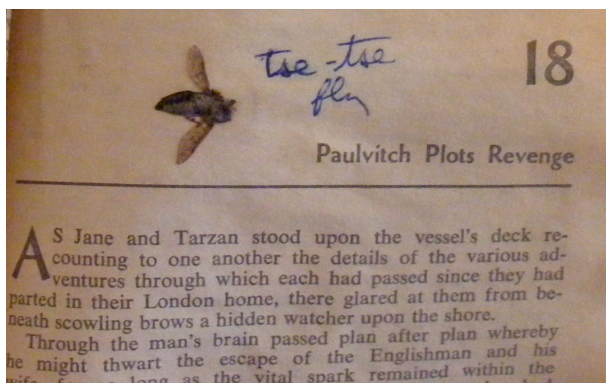 tse-tse
fly
18
Paulvitch Plots Revenge
AS Jane and Tarzan stood upon the vessel's deck re-
counting to one another the details of the various ad-
ventures through which each had passed since they had
parted in their London home, there glared at them from be-
neath scowling brows a hidden watcher upon the shore.
Through the man's brain passed plan after plan whereby
he might thwart the escape of the Englishman and his
long as the vital spark remained within the